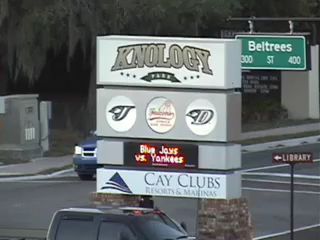 KNOLOGY
PARK
Beltrees
300 ST 400
Blue Jays
vs. Yankees
LIBRARY
CAY CLUBS
RESORTS & MARINAS